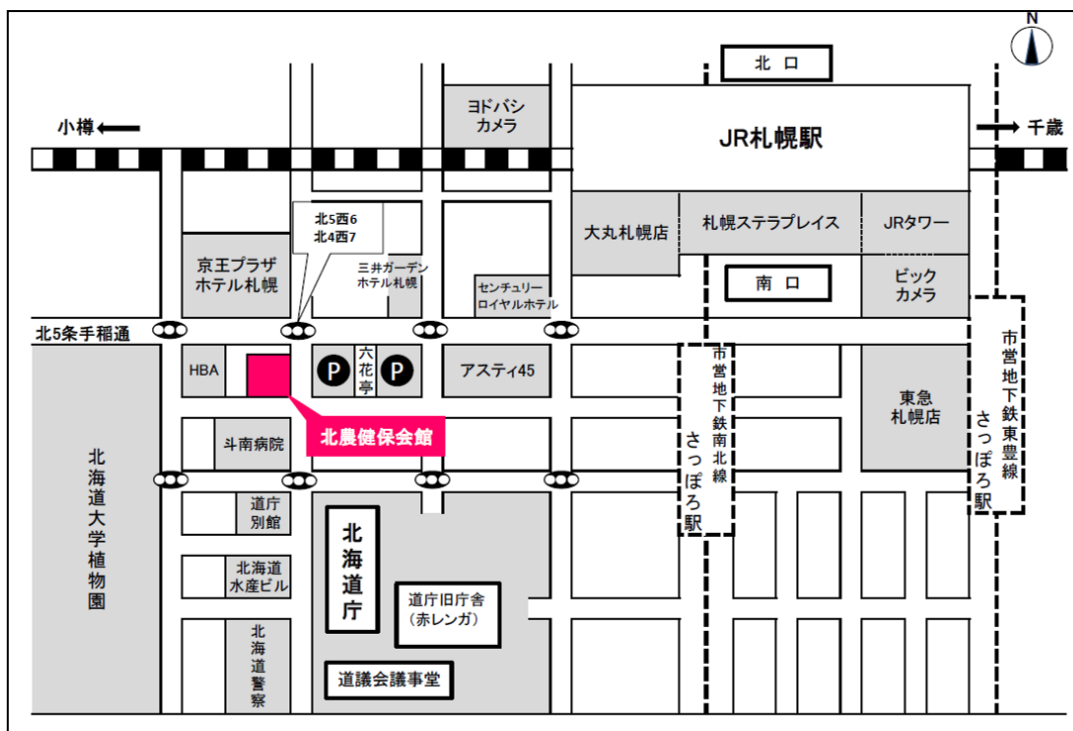 N
北 口
ヨドバシ
カメラ
小樽
JR札幌駅
千歳
北5西6
北4西7
大丸札幌店
札幌ステラプレイス
JRタワー
京王プラザ
ホテル札幌
三井ガーデン
ホテル札幌
センチュリー
ロイヤルホテル
南 口
ビック
カメラ
北5条手稲通
HBA
P
六花亭
P
アスティ45
市営地下鉄南北線
さっぽろ駅
東急
札幌店
市営地下鉄東豊線
さっぽろ駅
北農健保会館
斗南病院
北海道大学植物園
道庁
別館
北海道庁
北海道
水産ビル
道庁旧庁舎
(赤レンガ)
北海道警察
道議会議事堂